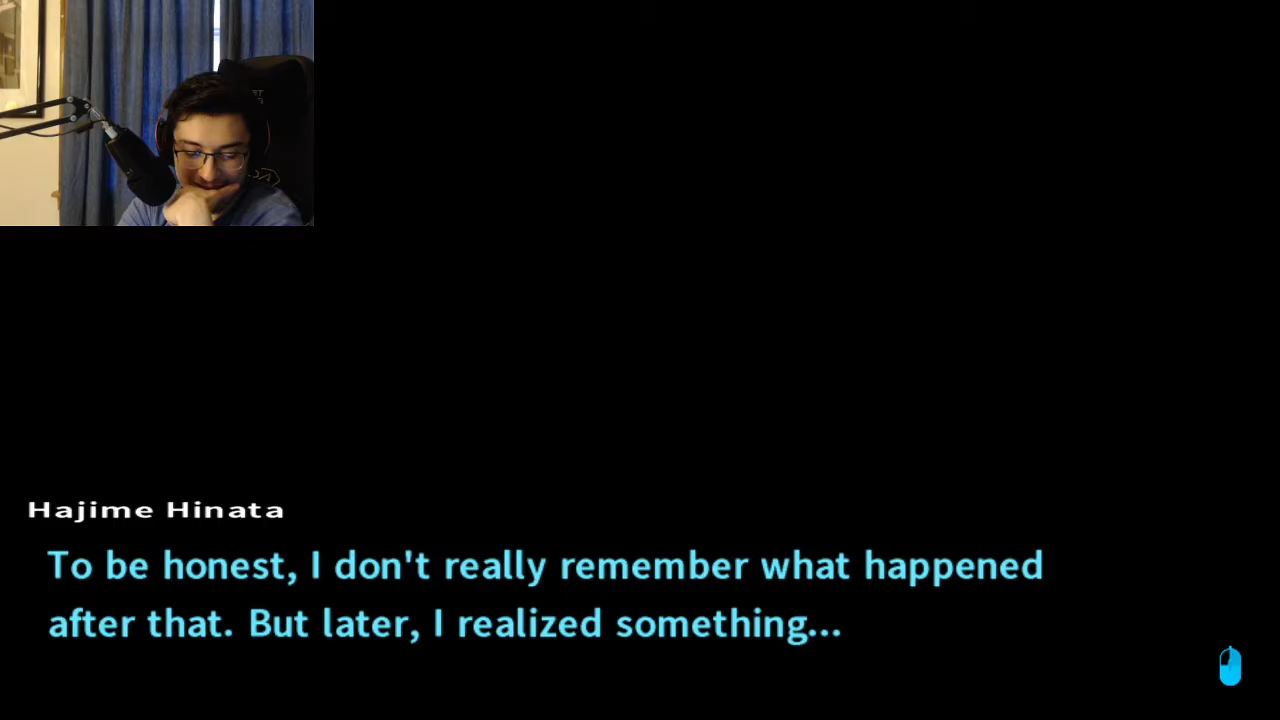 Hajime Hinata
To be honest, I don't really remember what happened
after that. But later, I realized something...